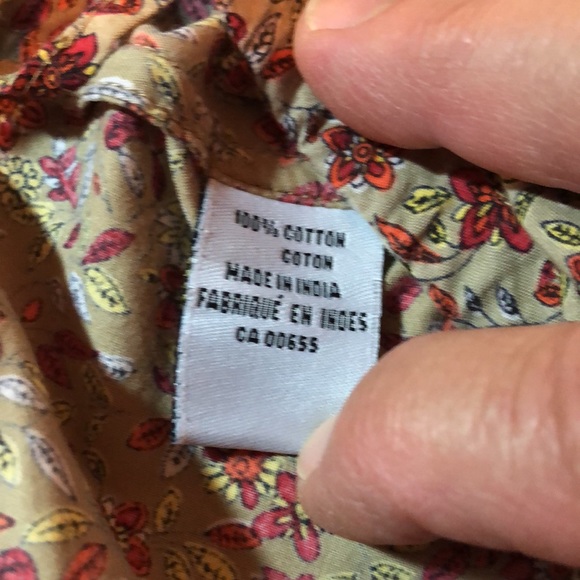 100% COTTON
COTON
MADE IN INDIA
FABRIQUÉ EN INDES
CA 00655